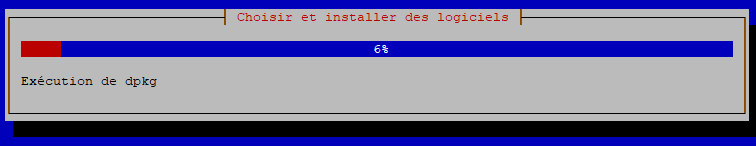 Choisir et installer des logiciels
6%
Exécution de dpkg